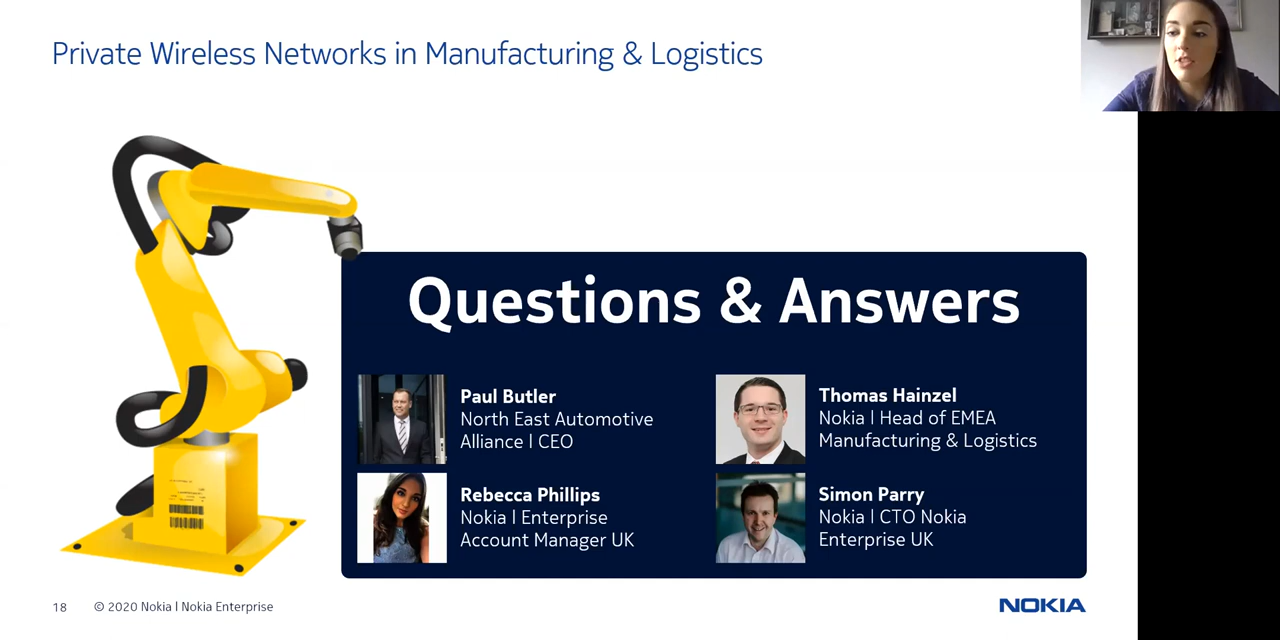 Private Wireless Networks in Manufacturing & Logistics
Questions & Answers
Paul Butler
North East Automotive
Alliance l CEO
Thomas Hainzel
Nokia l Head of EMEA
Manufacturing & Logistics
Rebecca Phillips
Nokia l Enterprise
Account Manager UK
Simon Parry
Nokia l CTO Nokia
Enterprise UK
18 © 2020 Nokia l Nokia Enterprise
NOKIA